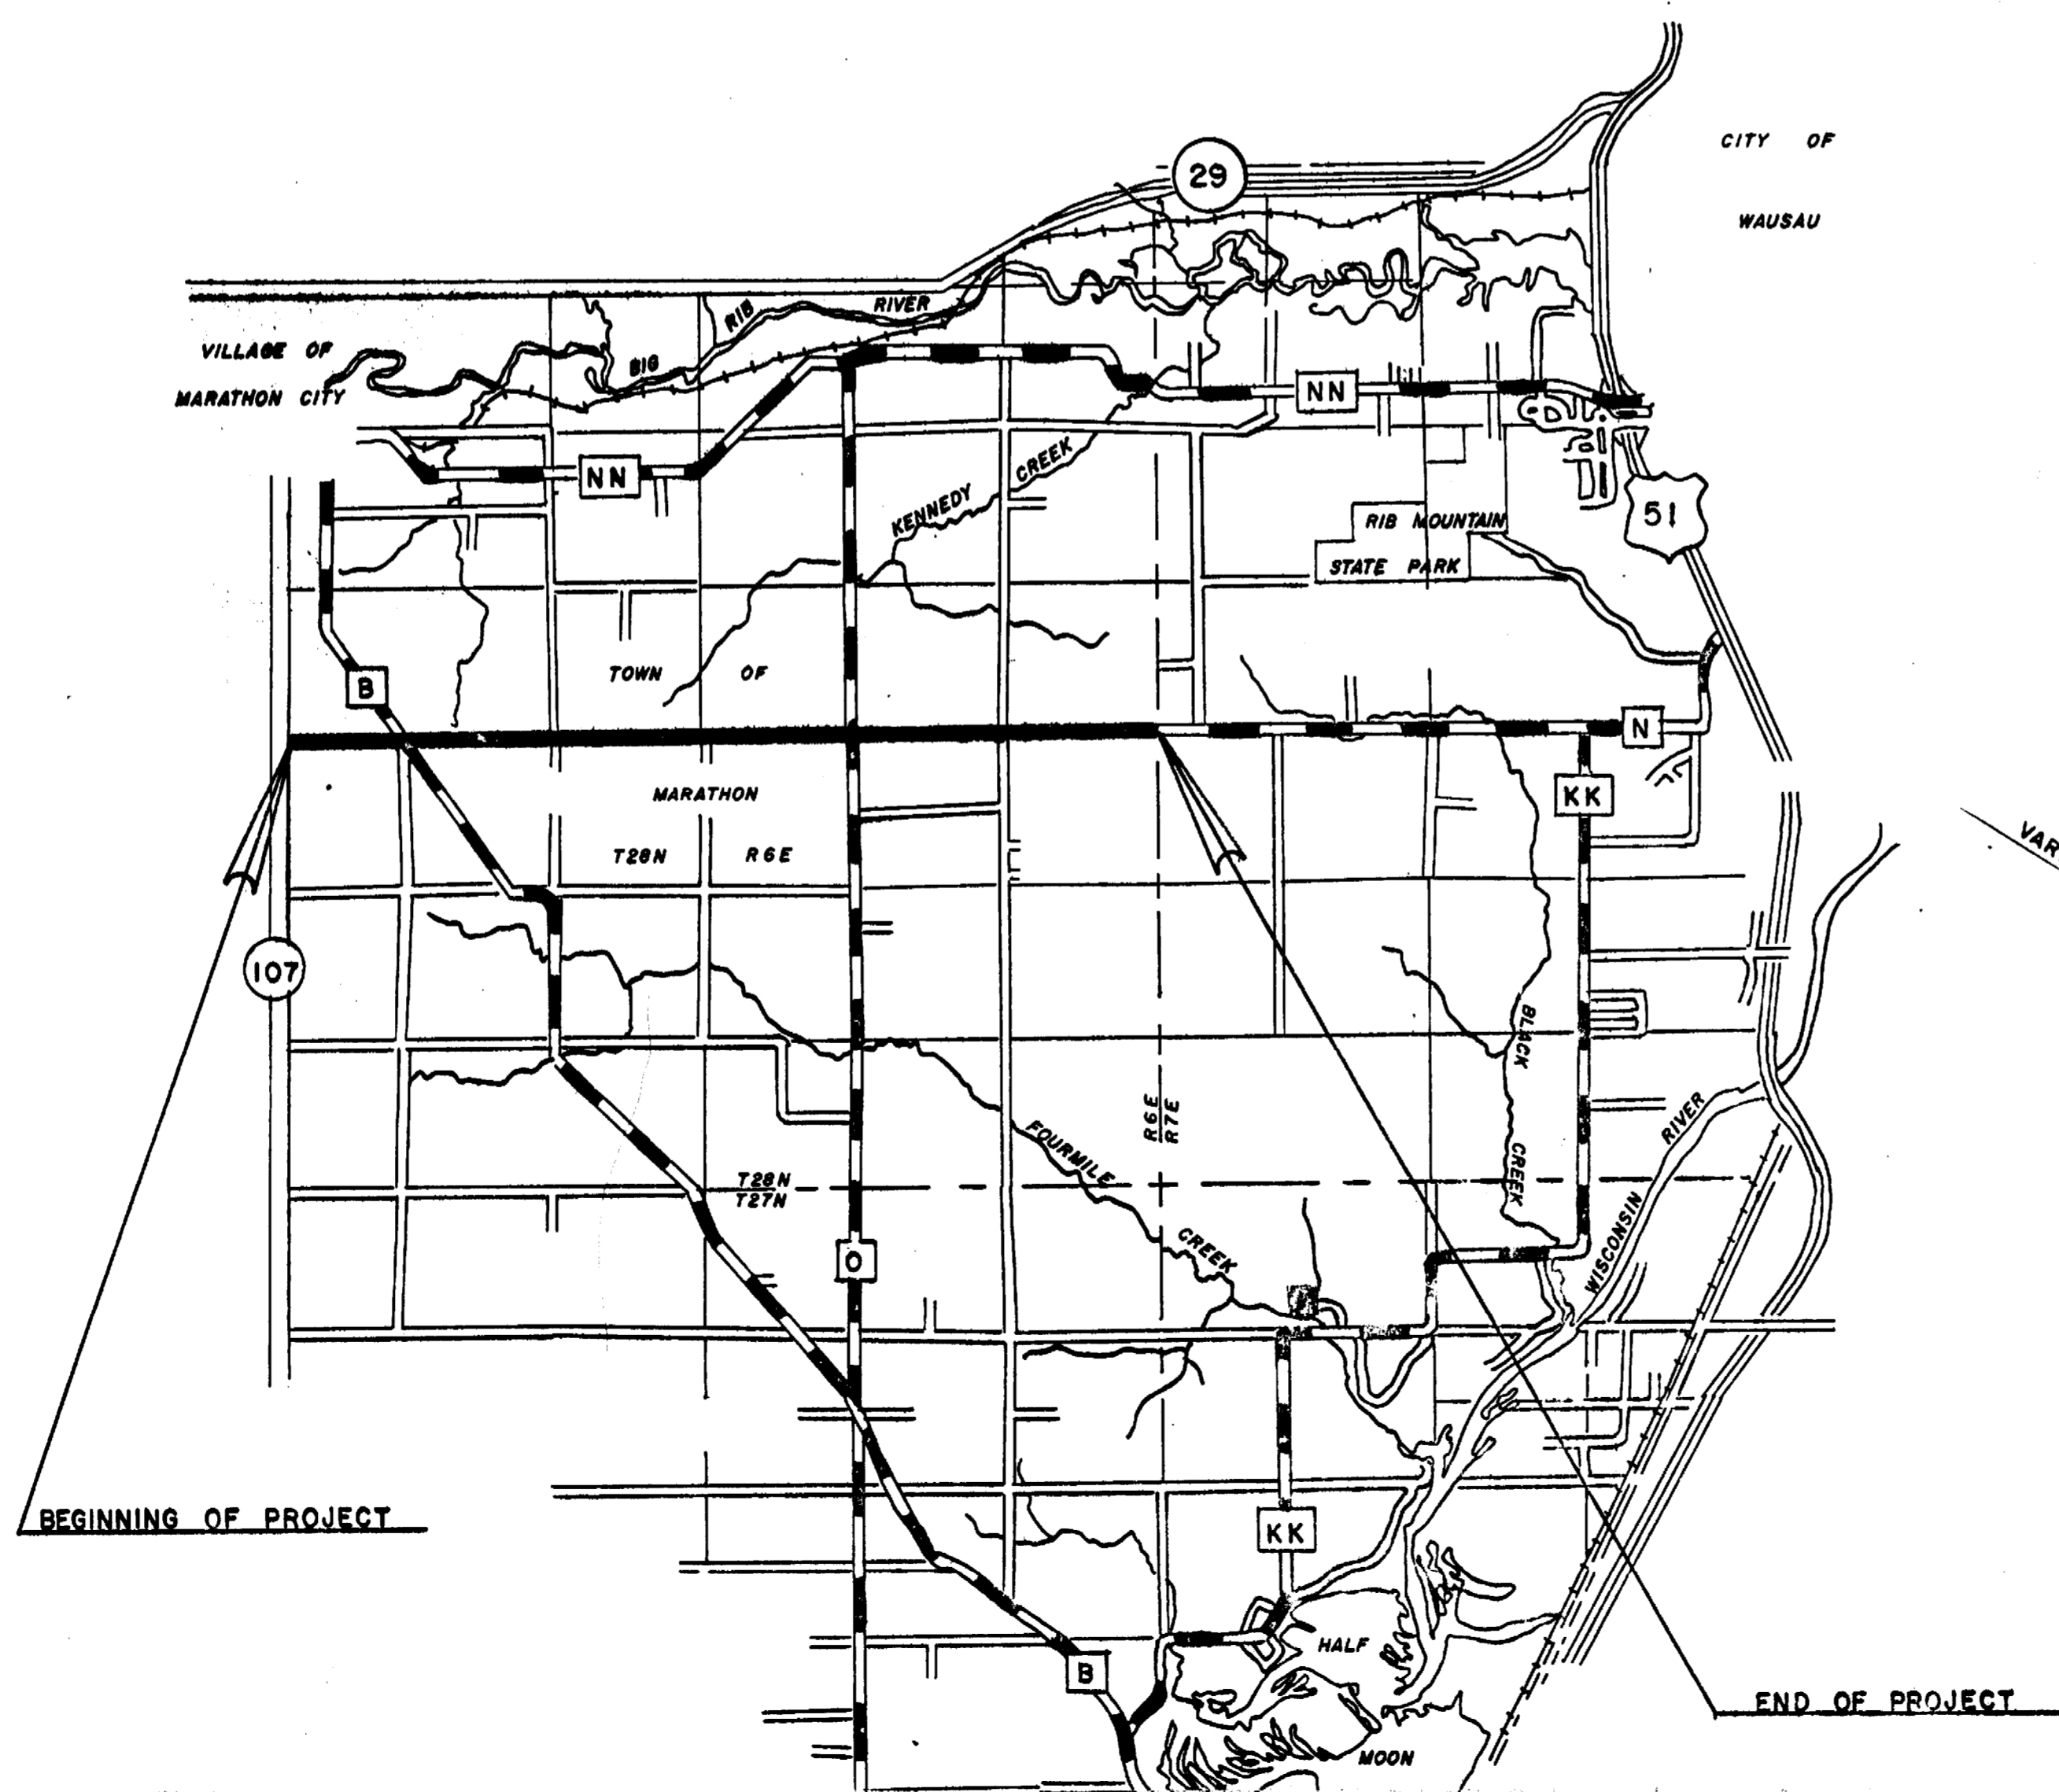 CITY OF
WAUSAU
29
RIB RIVER
BIG
VILLAGE OF
MARATHON CITY
NN
NN
CREEK
KENNEDY
51
RIB MOUNTAIN
STATE PARK
B
TOWN OF
N
MARATHON
KK
T28N R6E
VAR
107
BLACK
R6E
R7E
RIVER
FOURMILE
CREEK
T28N
T27N
WISCONSIN
CREEK
O
BEGINNING OF PROJECT
KK
HALF
B
END OF PROJECT
MOON